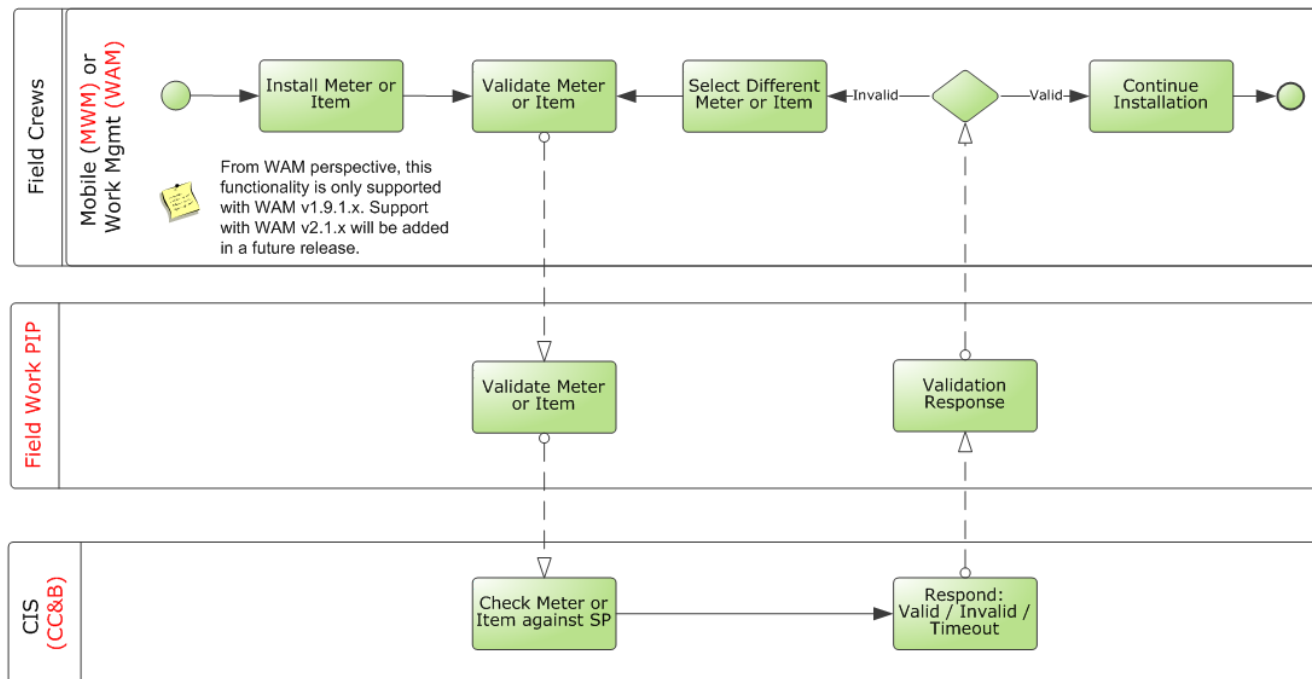 Field Crews
Mobile (MWM) or
Work Mgmt (WAM)
Install Meter or
Item
Validate Meter
or Item
Select Different
Meter or Item
Invalid
Valid
Continue
Installation
From WAM perspective, this
functionality is only supported
with WAM v1.9.1.x. Support
with WAM v2.1.x will be added
in a future release.
Field Work PIP
Validate Meter
or Item
Validation
Response
CIS
(CC&B)
Check Meter or
Item against SP
Respond:
Valid / Invalid /
Timeout